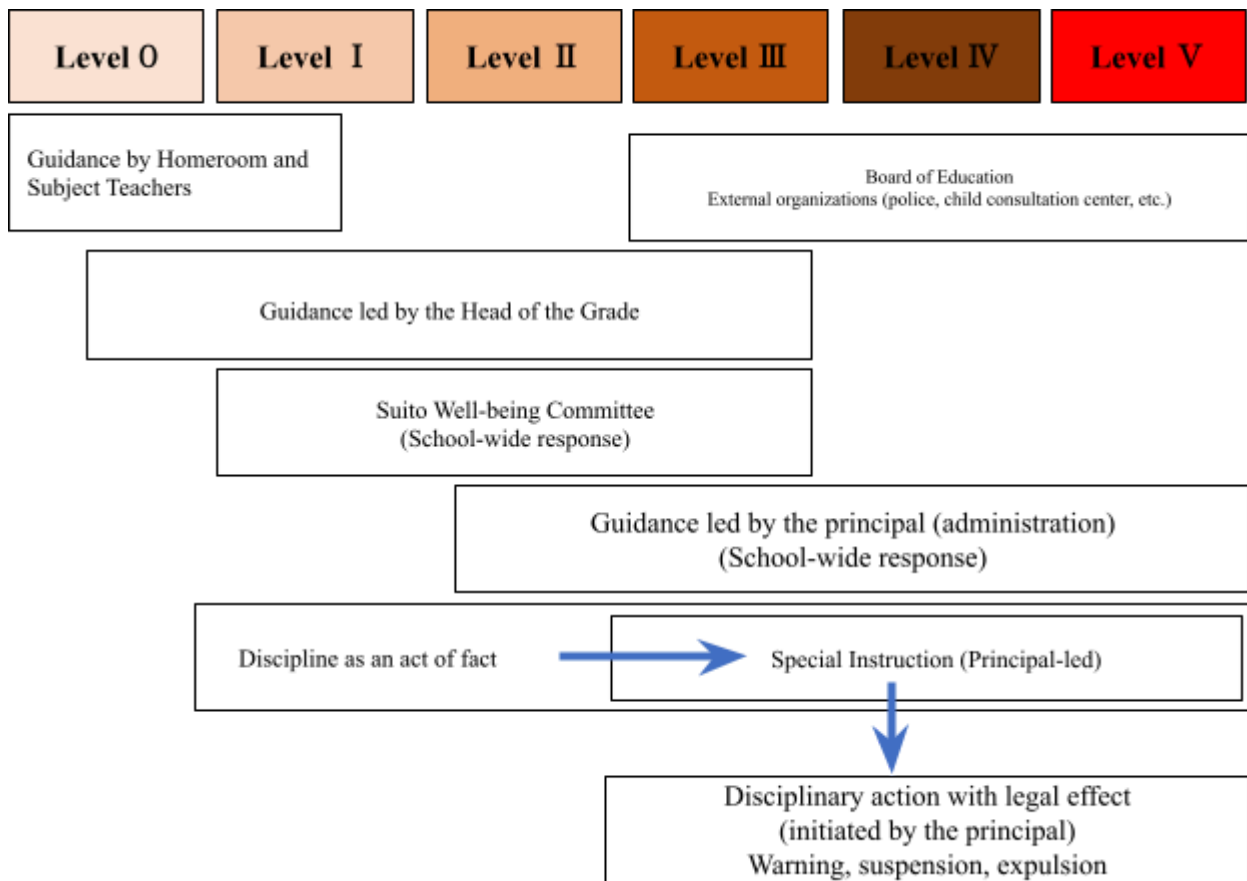 Level 0
Level Ⅰ
Level Ⅱ
Level Ⅲ
Level Ⅳ
Level Ⅴ
Guidance by Homeroom and
Subject Teachers
Board of Education
External organizations (police, child consultation center, etc.)
Guidance led by the Head of the Grade
Suito Well-being Committee
(School-wide response)
Guidance led by the principal (administration)
(School-wide response)
Discipline as an act of fact
Special Instruction (Principal-led)
Disciplinary action with legal effect
(initiated by the principal)
Warning, suspension, expulsion